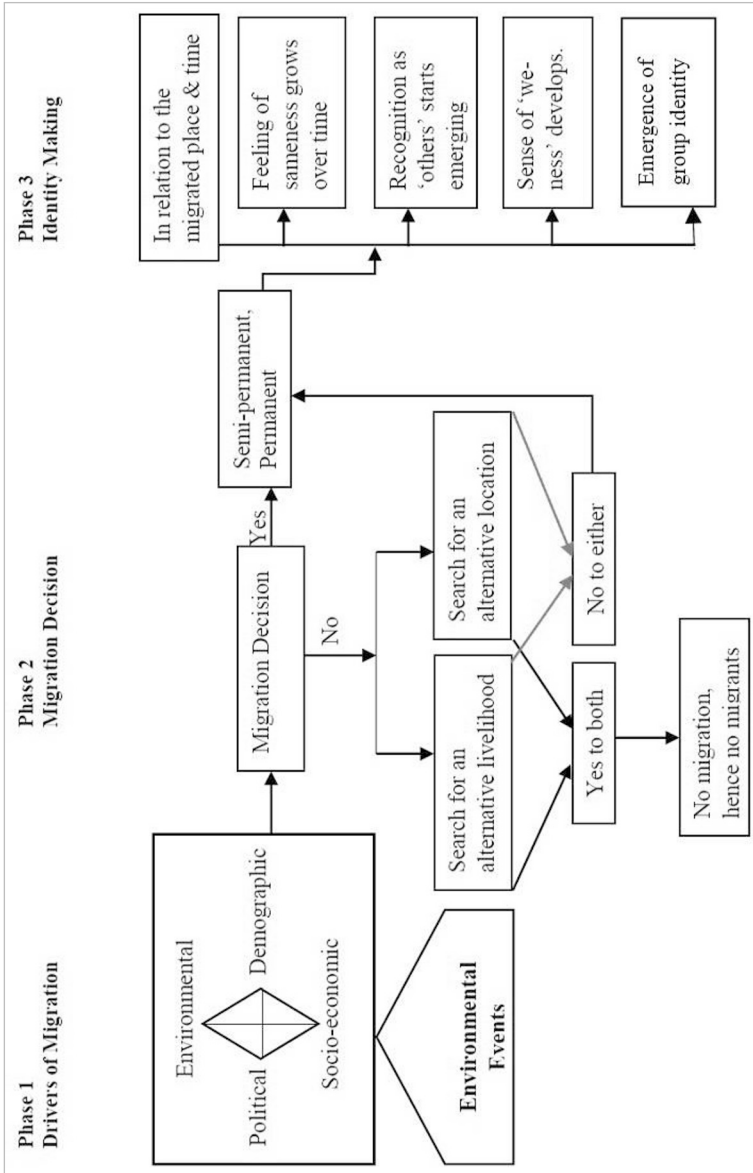 Phase 1
Drivers of Migration
Phase 2
Migration Decision
Phase 3
Identity Making
Environmental
Political
Demographic
Socio-economic
Environmental
Events
Migration Decision
Yes
No
Semi-permanent,
Permanent
Search for an
alternative livelihood
Search for an
alternative location
Yes to both
No to either
No migration,
hence no migrants
In relation to the
migrated place & time
Feeling of
sameness grows
over time
Recognition as
‘others’ starts
emerging
Sense of ‘we-
ness’ develops.
Emergence of
group identity